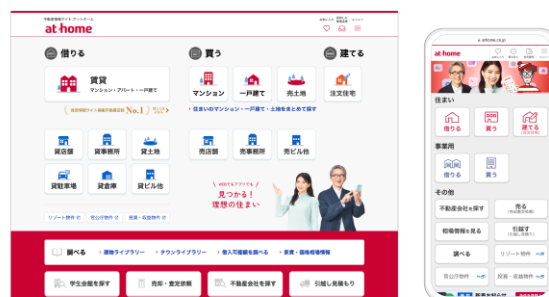 不動産情報サイト アットホーム
at home
借りる
買う
建てる
賃貸
マンション・アパート・一戸建て
No.1
マンション
一戸建て
売土地
注文住宅
住まいのマンション・一戸建て・土地をまとめて探す
貸店舗
貸事務所
貸土地
売店舗
売事務所
売ビル他
貸駐車場
貸倉庫
貸ビル他
見つかる!
理想の住まい
リゾート物件
官公庁物件
投資・収益物件
調べる
建物ライブラリー
タウンライブラリー
借入可能額を調べる
家賃・価格相場情報
学生会館を探す
売却・査定依頼
不動産会社を探す
引越し見積もり
athome.co.jp
at home
住まい
借りる
買う
建てる
事業用
借りる
買う
その他
不動産会社を探す
売る
相場情報を見る
引越す
調べる
リゾート物件
官公庁物件
投資・収益物件